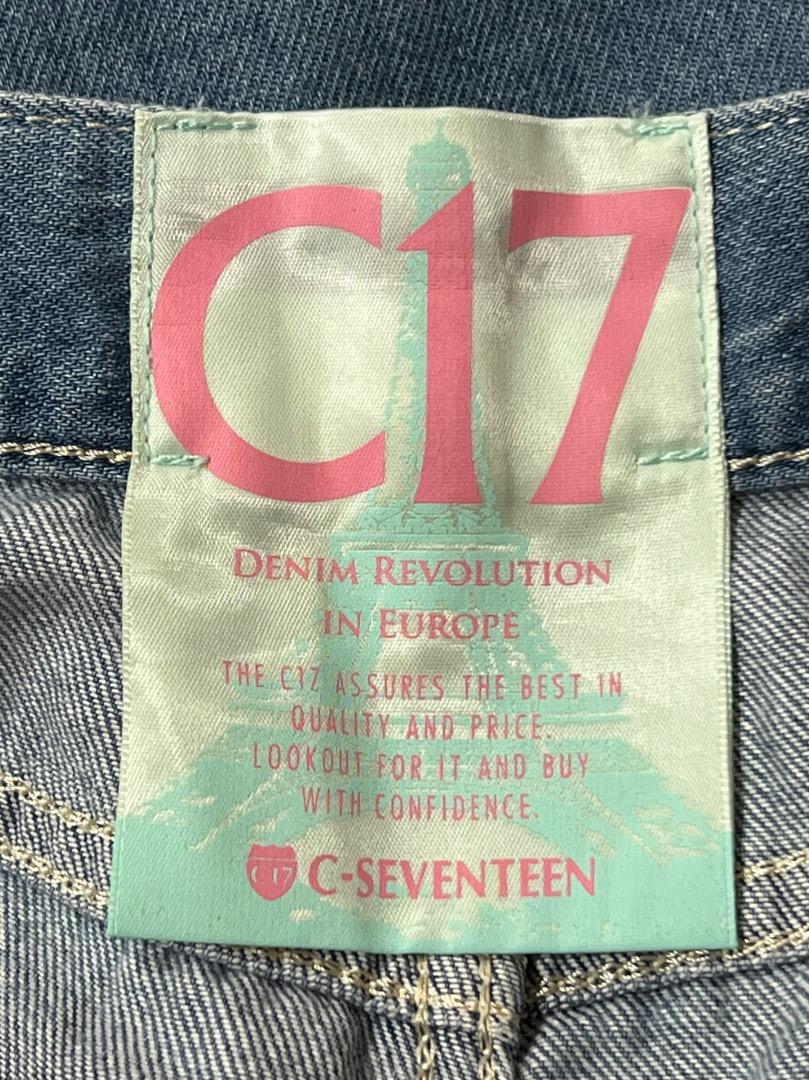 C17
DENIM REVOLUTION
IN EUROPE
THE C17 ASSURES THE BEST IN
QUALITY AND PRICE.
LOOKOUT FOR IT AND BUY
WITH CONFIDENCE.
C17 C-SEVENTEEN